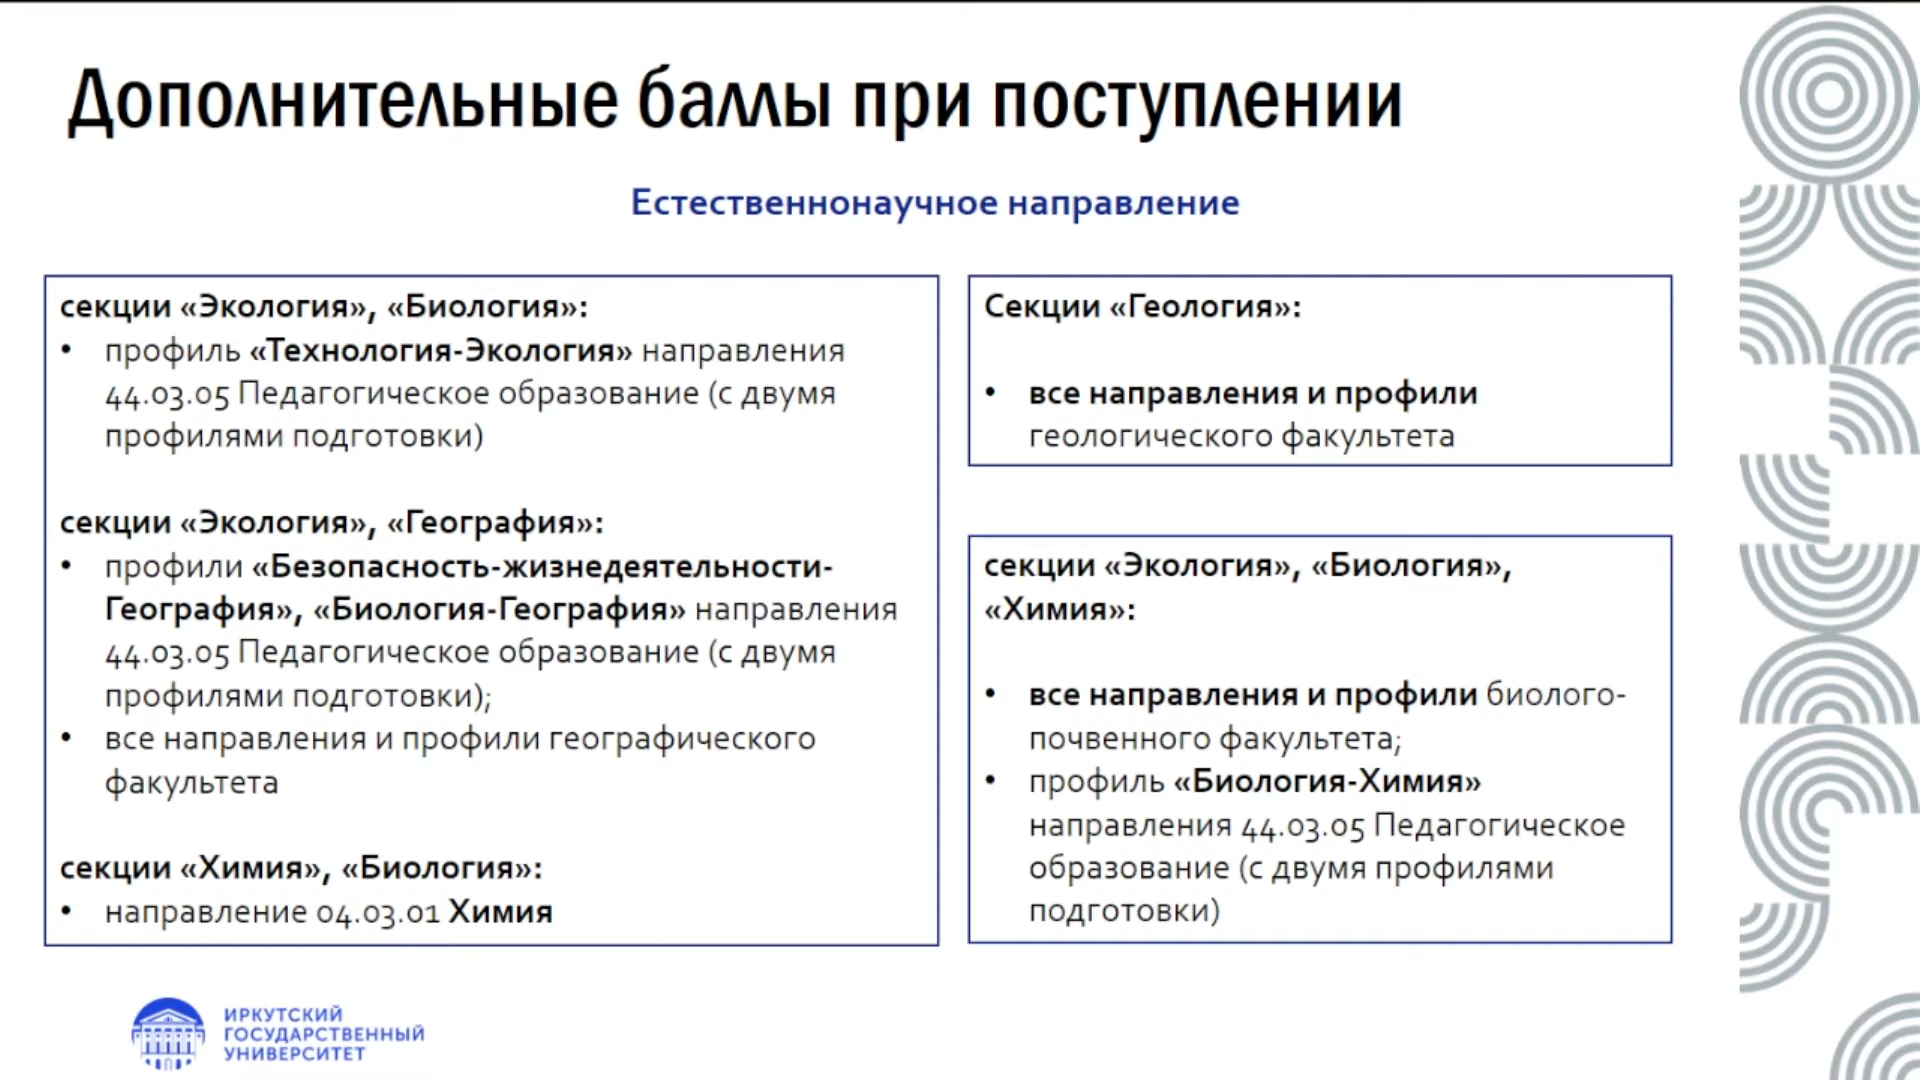 Дополнительные баллы при поступлении
Естественнонаучное направление
секции «Экология», «Биология»:
• профиль «Технология-Экология» направления
44.03.05 Педагогическое образование (с двумя
профилями подготовки)
секции «Экология», «География»:
• профили «Безопасность-жизнедеятельности-
География», «Биология-География» направления
44.03.05 Педагогическое образование (с двумя
профилями подготовки);
• все направления и профили географического
факультета
секции «Химия», «Биология»:
• направление 04.03.01 Химия
Секции «Геология»:
• все направления и профили
геологического факультета
секции «Экология», «Биология»,
«Химия»:
• все направления и профили биолого-
почвенного факультета;
• профиль «Биология-Химия»
направления 44.03.05 Педагогическое
образование (с двумя профилями
подготовки)
ИРКУТСКИЙ
ГОСУДАРСТВЕННЫЙ
УНИВЕРСИТЕТ